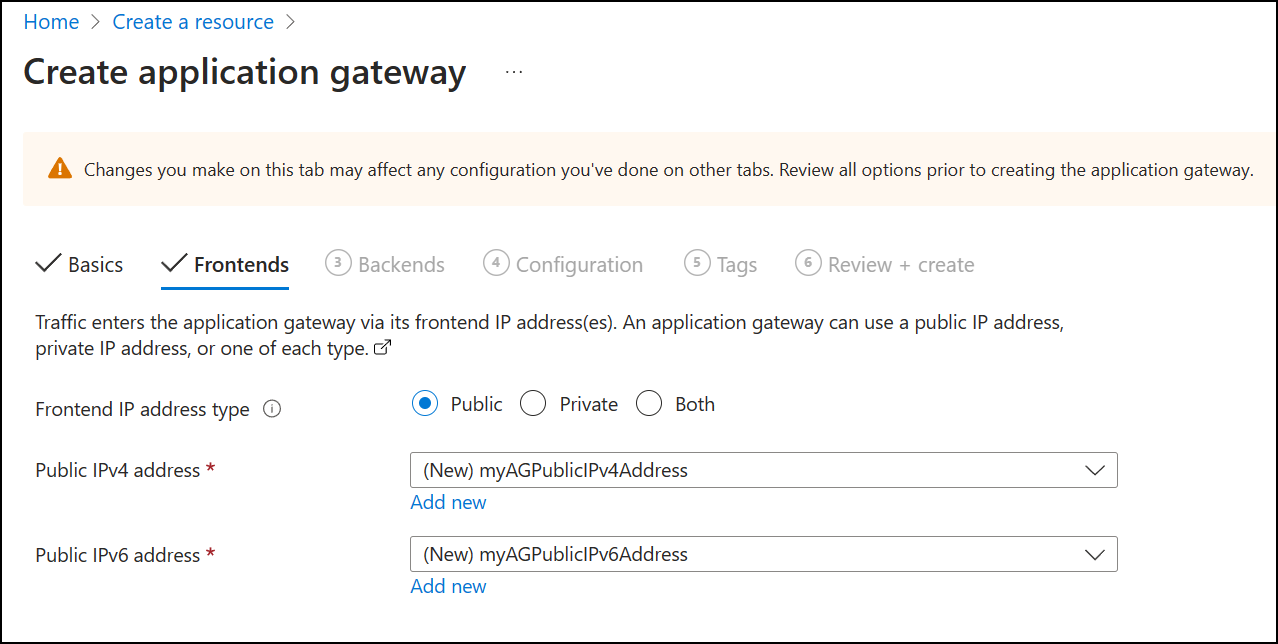 Home > Create a resource >
Create application gateway ...
Changes you make on this tab may affect any configuration you've done on other tabs. Review all options prior to creating the application gateway.
Basics Frontends 3 Backends 4 Configuration 5 Tags 6 Review + create
Traffic enters the application gateway via its frontend IP address(es). An application gateway can use a public IP address,
private IP address, or one of each type.
Frontend IP address type Public Private Both
Public IPv4 address * (New) myAGPublicIPv4Address
Add new
Public IPv6 address * (New) myAGPublicIPv6Address
Add new